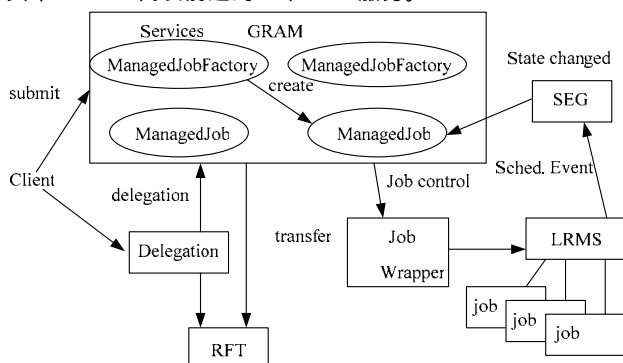 Services GRAM
ManagedJobFactory
ManagedJobFactory
State changed
submit
create
SEG
ManagedJob
ManagedJob
Client
delegation
Job control
Sched. Event
Delegation
transfer
Job
Wrapper
LRMS
job
job
job
RFT